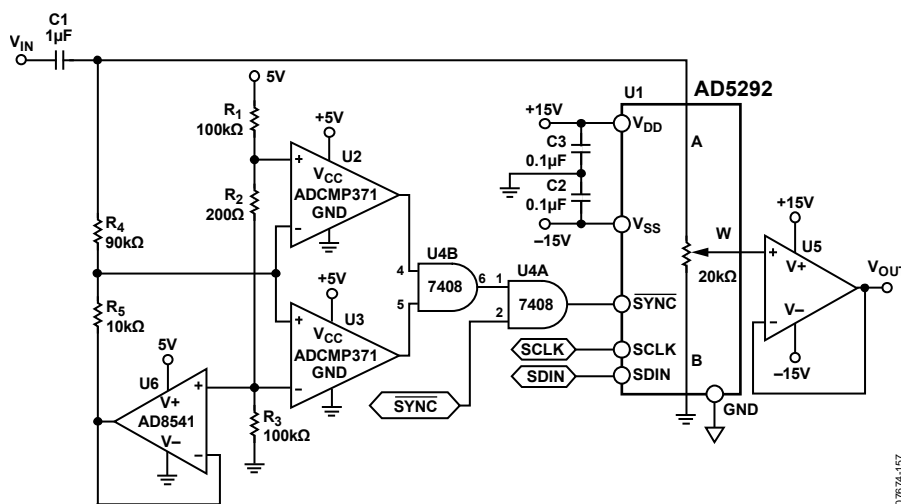 C1
1µF
VIN
5V
R1
100kΩ
R2
200Ω
R4
90kΩ
R5
10kΩ
5V
U6
+
V+
AD8541
V–
–
R3
100kΩ
+5V
U2
+
VCC
ADCMP371
GND
–
+5V
U3
+
VCC
ADCMP371
GND
–
4
5
U4B
7408
6
1
2
U4A
7408
SYNC
SCLK
SDIN
U1
AD5292
+15V
VDD
C3
0.1µF
C2
0.1µF
–15V
VSS
A
W
20kΩ
B
SYNC
SCLK
SDIN
GND
+15V
U5
+
V+
V–
–
–15V
VOUT
07674-157